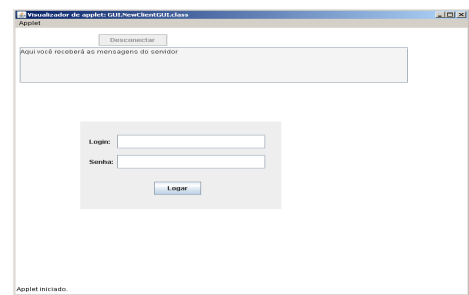 Visualizador de applet: GUI.NewClientGUI.class
Applet
Desconectar
Aqui você receberá as mensagens do servidor
Login:
Senha:
Logar
Applet iniciado.